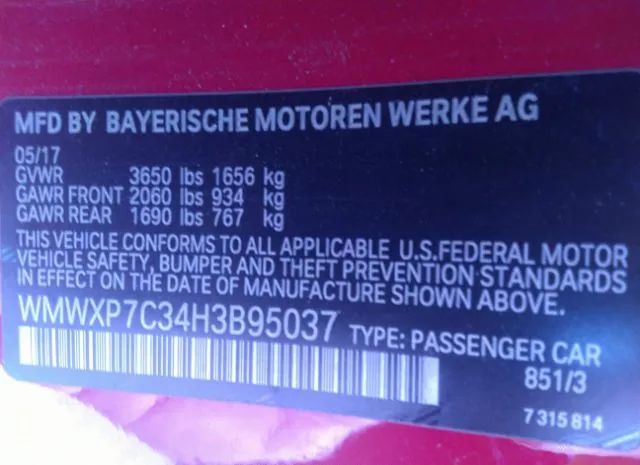 MFD BY BAYERISCHE MOTOREN WERKE AG
05/17
GVWR 3650 lbs 1656 kg
GAWR FRONT 2060 lbs 934 kg
GAWR REAR 1690 lbs 767 kg
THIS VEHICLE CONFORMS TO ALL APPLICABLE U.S.FEDERAL MOTOR
VEHICLE SAFETY, BUMPER AND THEFT PREVENTION STANDARDS
IN EFFECT ON THE DATE OF MANUFACTURE SHOWN ABOVE.
WMWXP7C34H3B95037 TYPE: PASSENGER CAR
851/3
7 315 814